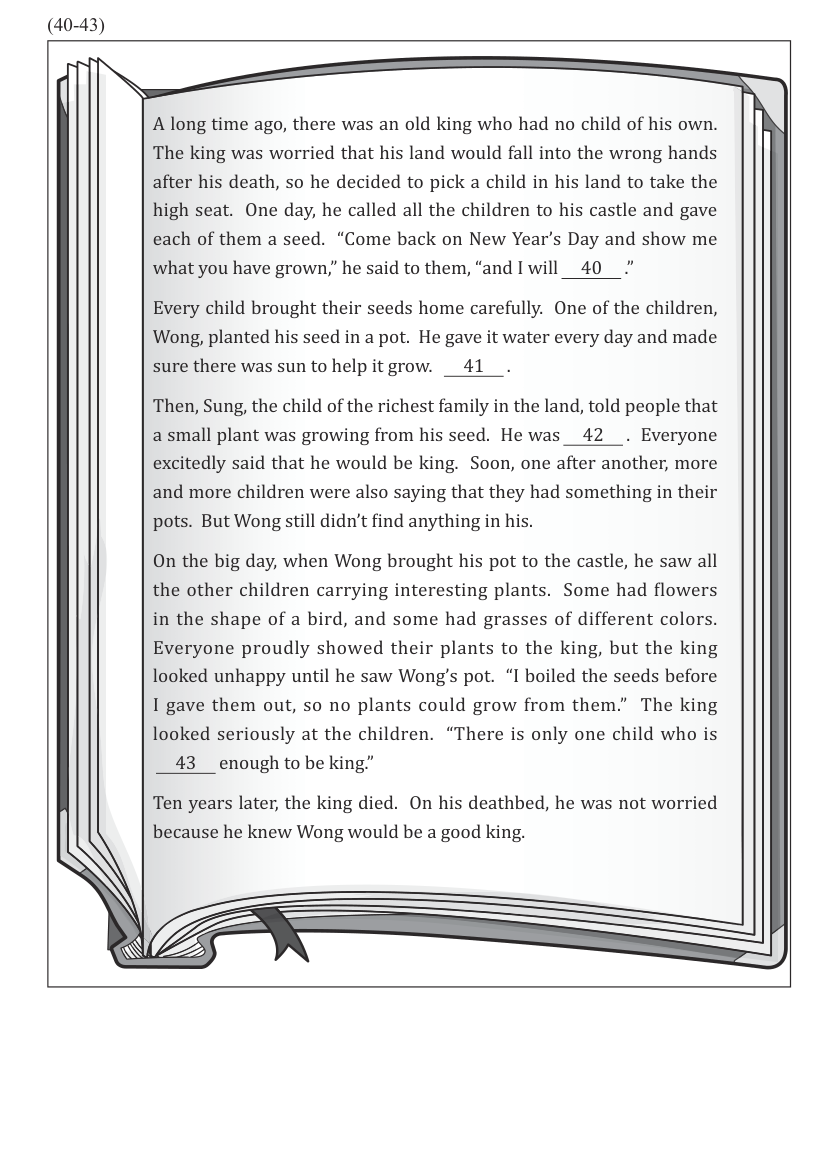 (40-43)
A long time ago, there was an old king who had no child of his own.
The king was worried that his land would fall into the wrong hands
after his death, so he decided to pick a child in his land to take the
high seat.  One day, he called all the children to his castle and gave
each of them a seed.  “Come back on New Year’s Day and show me
what you have grown,” he said to them, “and I will 40 .”
Every child brought their seeds home carefully.  One of the children,
Wong, planted his seed in a pot.  He gave it water every day and made
sure there was sun to help it grow.  41 .
Then, Sung, the child of the richest family in the land, told people that
a small plant was growing from his seed.  He was 42 .  Everyone
excitedly said that he would be king.  Soon, one after another, more
and more children were also saying that they had something in their
pots.  But Wong still didn’t find anything in his.
On the big day, when Wong brought his pot to the castle, he saw all
the other children carrying interesting plants.  Some had flowers
in the shape of a bird, and some had grasses of different colors.
Everyone proudly showed their plants to the king, but the king
looked unhappy until he saw Wong’s pot.  “I boiled the seeds before
I gave them out, so no plants could grow from them.”  The king
looked seriously at the children.  “There is only one child who is
43 enough to be king.”
Ten years later, the king died.  On his deathbed, he was not worried
because he knew Wong would be a good king.